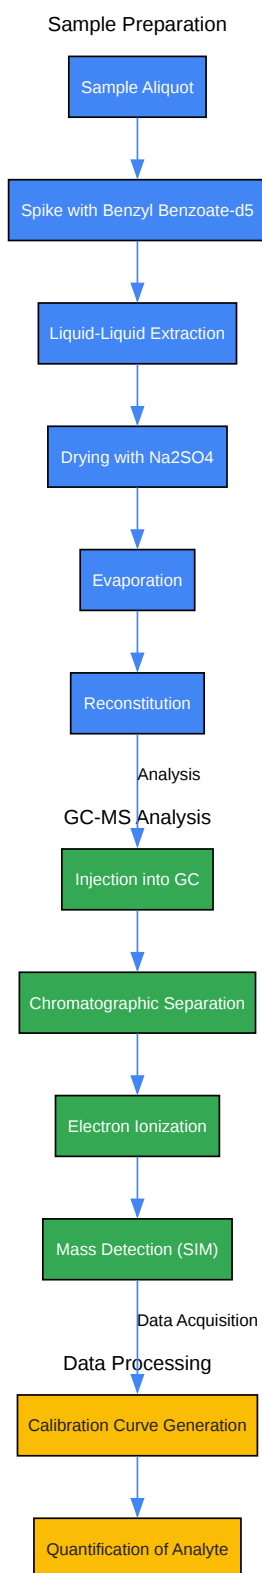 Sample Preparation
Sample Aliquot
Spike with Benzyl Benzoate-d5
Liquid-Liquid Extraction
Drying with Na2SO4
Evaporation
Reconstitution
Analysis
GC-MS Analysis
Injection into GC
Chromatographic Separation
Electron Ionization
Mass Detection (SIM)
Data Acquisition
Data Processing
Calibration Curve Generation
Quantification of Analyte